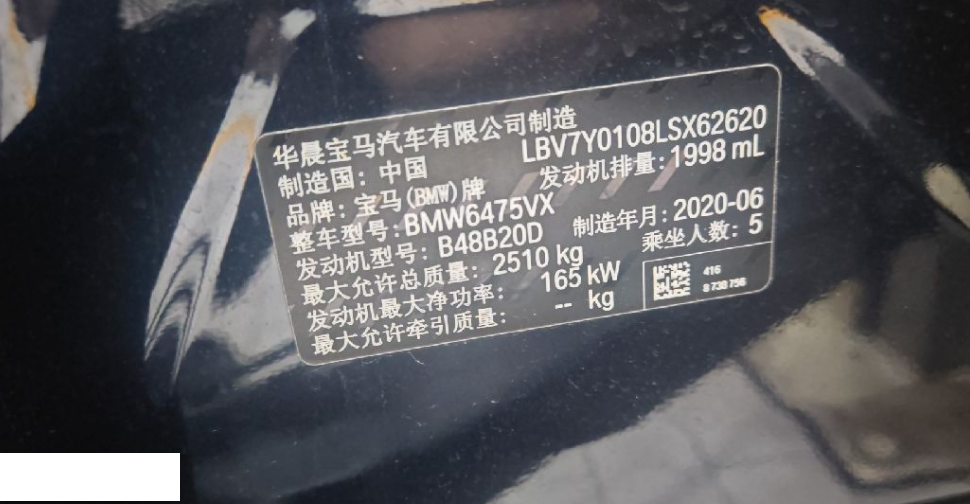 华晨宝马汽车有限公司制造
制造国：中国 LBV7Y0108LSX62620
品牌：宝马(BMW)牌 发动机排量：1998 mL
整车型号：BMW6475VX
发动机型号：B48B20D 制造年月：2020-06
最大允许总质量：2510 kg 乘坐人数：5
发动机最大净功率：165 kW
最大允许牵引质量：-- kg
416
8 738 756